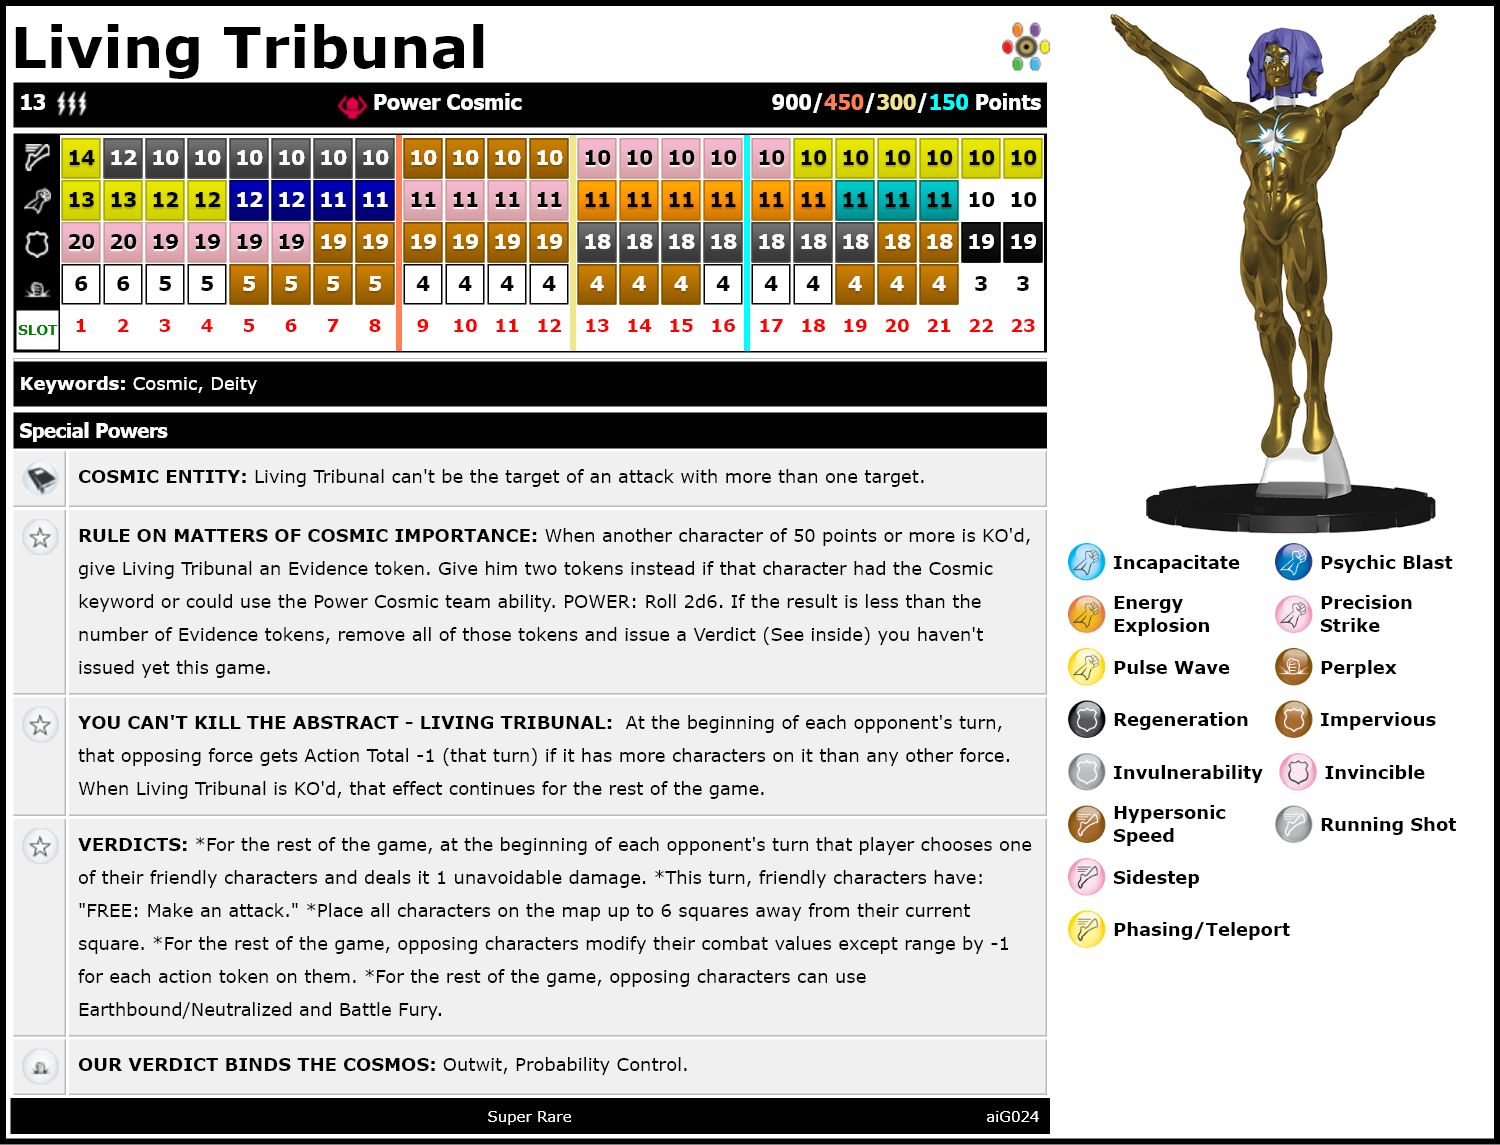 Living Tribunal
13 Power Cosmic 900/450/300/150 Points
14 12 10 10 10 10 10 10 10 10 10 10 10 10 10 10 10 10 10 10 10 10 10
13 13 12 12 12 12 11 11 11 11 11 11 11 11 11 11 11 11 11 11 11 10 10
20 20 19 19 19 19 19 19 19 19 19 19 18 18 18 18 18 18 18 18 18 19 19
6 6 5 5 5 5 5 5 4 4 4 4 4 4 4 4 4 4 4 4 4 3 3
SLOT 1 2 3 4 5 6 7 8 9 10 11 12 13 14 15 16 17 18 19 20 21 22 23
Keywords: Cosmic, Deity
Special Powers
COSMIC ENTITY: Living Tribunal can't be the target of an attack with more than one target.
RULE ON MATTERS OF COSMIC IMPORTANCE: When another character of 50 points or more is KO'd,
give Living Tribunal an Evidence token. Give him two tokens instead if that character had the Cosmic
keyword or could use the Power Cosmic team ability. POWER: Roll 2d6. If the result is less than the
number of Evidence tokens, remove all of those tokens and issue a Verdict (See inside) you haven't
issued yet this game.
YOU CAN'T KILL THE ABSTRACT - LIVING TRIBUNAL: At the beginning of each opponent's turn,
that opposing force gets Action Total -1 (that turn) if it has more characters on it than any other force.
When Living Tribunal is KO'd, that effect continues for the rest of the game.
VERDICTS: *For the rest of the game, at the beginning of each opponent's turn that player chooses one
of their friendly characters and deals it 1 unavoidable damage. *This turn, friendly characters have:
"FREE: Make an attack." *Place all characters on the map up to 6 squares away from their current
square. *For the rest of the game, opposing characters modify their combat values except range by -1
for each action token on them. *For the rest of the game, opposing characters can use
Earthbound/Neutralized and Battle Fury.
OUR VERDICT BINDS THE COSMOS: Outwit, Probability Control.
Super Rare aiG024
Incapacitate Psychic Blast
Energy
Explosion
Precision
Strike
Pulse Wave Perplex
Regeneration Impervious
Invulnerability Invincible
Hypersonic
Speed
Running Shot
Sidestep
Phasing/Teleport